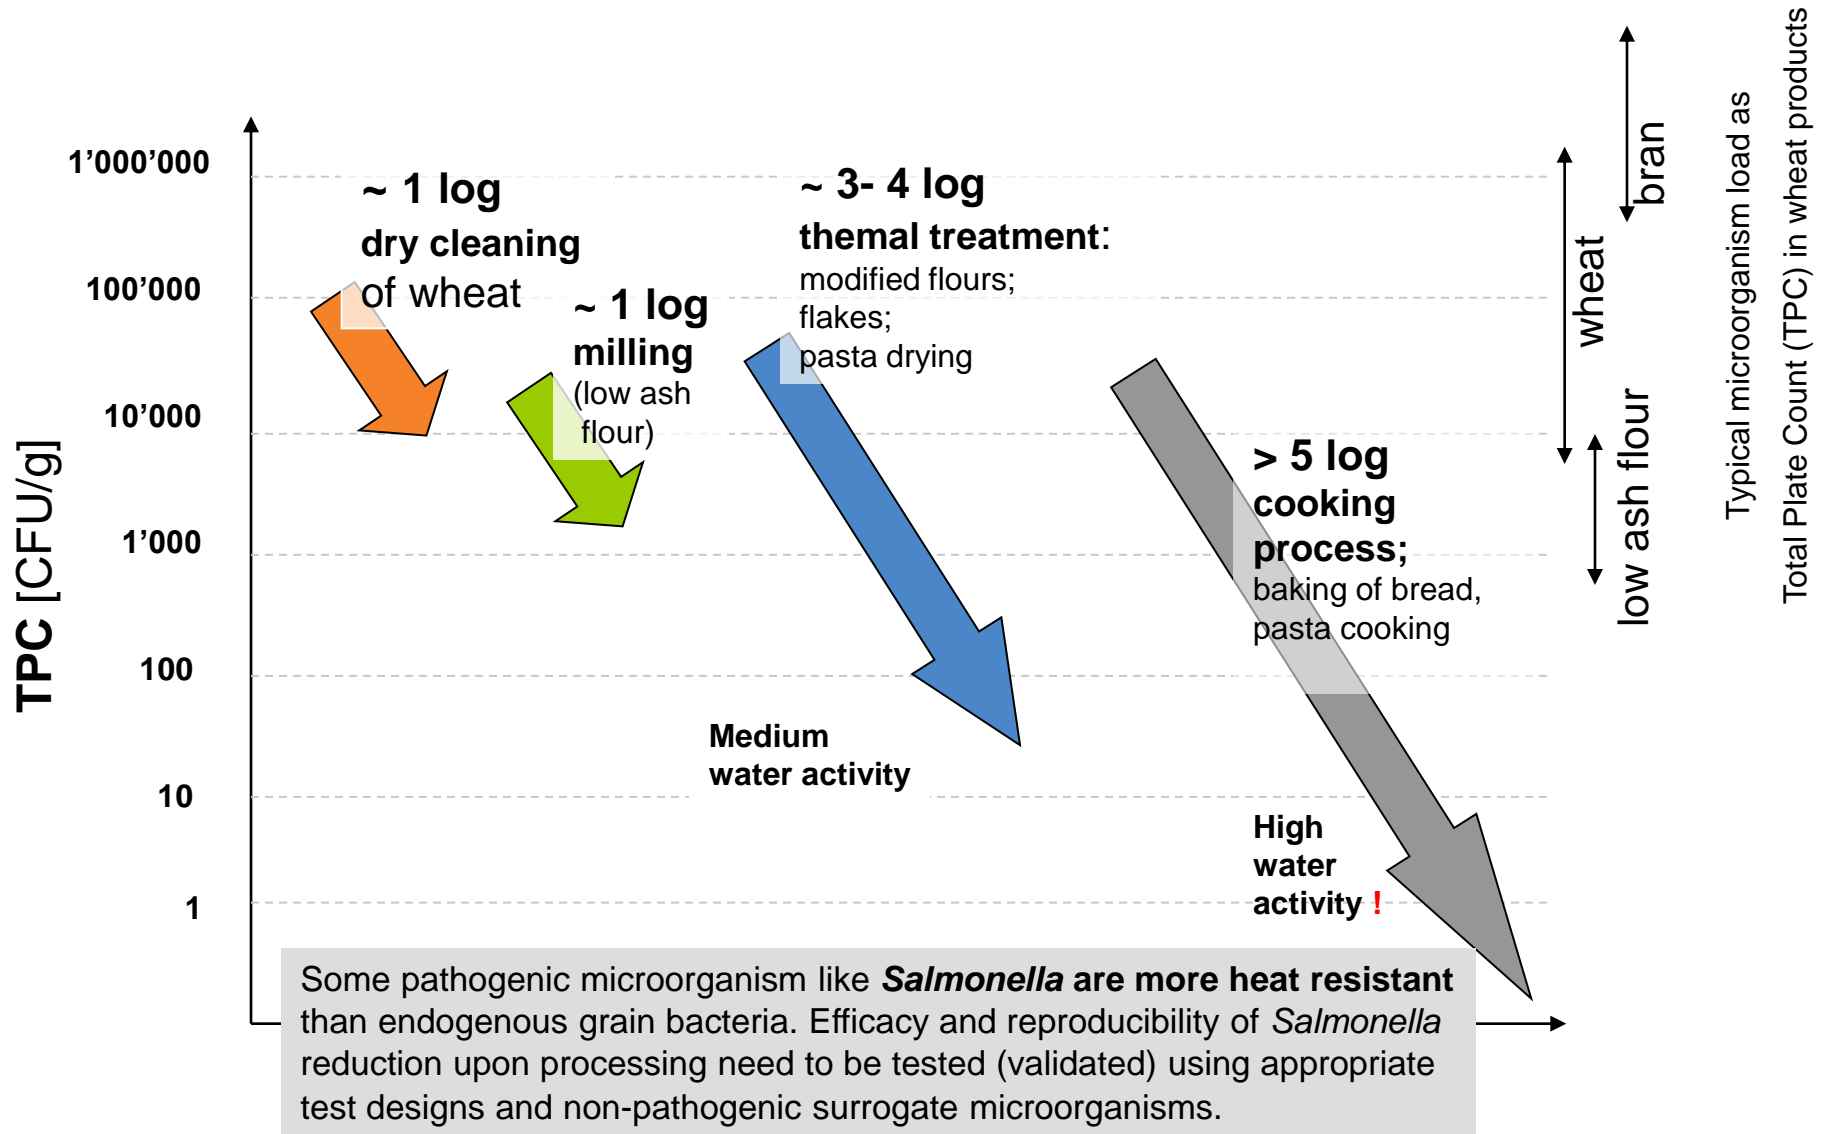 TPC [CFU/g]
1’000’000
100’000
10’000
1’000
100
10
1
~ 1 log
dry cleaning
of wheat
~ 1 log
milling
(low ash
flour)
~ 3- 4 log
themal treatment:
modified flours;
flakes;
pasta drying
Medium
water activity
> 5 log
cooking
process;
baking of bread,
pasta cooking
High
water
activity !
wheat
bran
low ash flour
Typical microorganism load as
Total Plate Count (TPC) in wheat products
Some pathogenic microorganism like Salmonella are more heat resistant
than endogenous grain bacteria. Efficacy and reproducibility of Salmonella
reduction upon processing need to be tested (validated) using appropriate
test designs and non-pathogenic surrogate microorganisms.